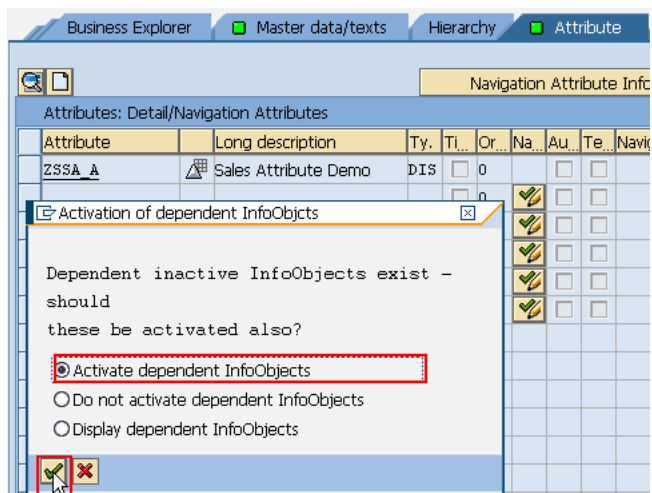 Business Explorer Master data/texts Hierarchy Attribute
Navigation Attribute Info
Attributes: Detail/Navigation Attributes
Attribute Long description Ty. Ti... Or... Na... Au... Te... Navig
ZSSA_A Sales Attribute Demo DIS 0
0
Activation of dependent InfoObjcts
Dependent inactive InfoObjects exist -
should
these be activated also?
Activate dependent InfoObjects
Do not activate dependent InfoObjects
Display dependent InfoObjects